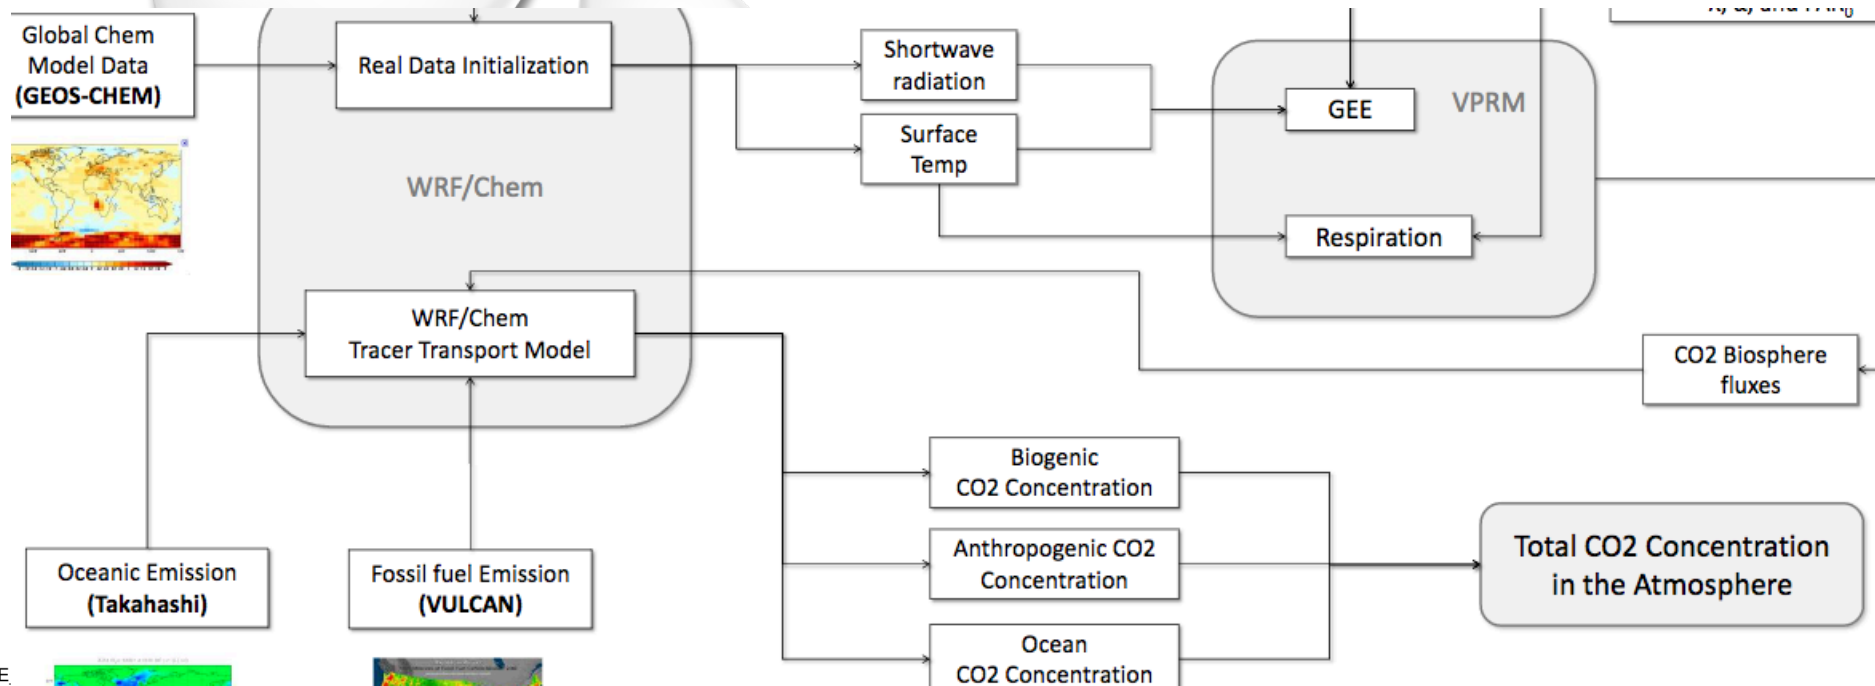 Global Chem
Model Data
(GEOS-CHEM)
Real Data Initialization
Shortwave
radiation
Surface
Temp
GEE
VPRM
WRF/Chem
Respiration
WRF/Chem
Tracer Transport Model
CO2 Biosphere
fluxes
Biogenic
CO2 Concentration
Anthropogenic CO2
Concentration
Ocean
CO2 Concentration
Total CO2 Concentration
in the Atmosphere
Oceanic Emission
(Takahashi)
Fossil fuel Emission
(VULCAN)
E